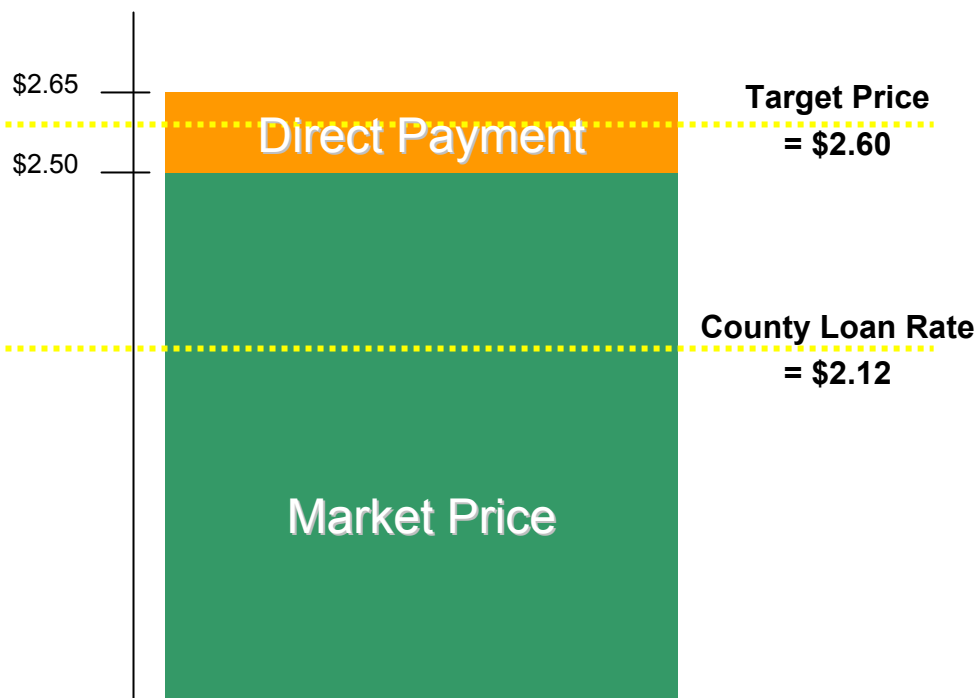 $2.65
Direct Payment
Target Price
= $2.60
$2.50
County Loan Rate
= $2.12
Market Price